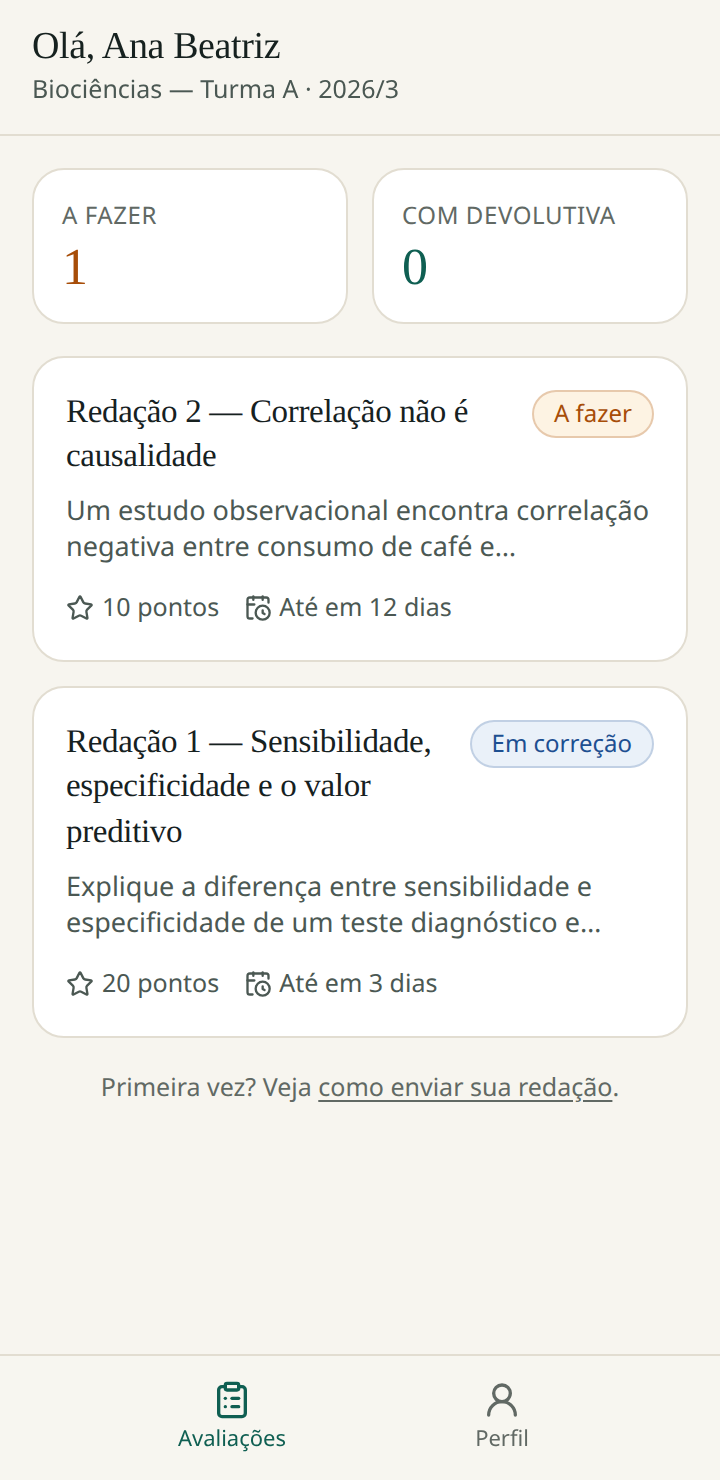 Olá, Ana Beatriz
Biociências — Turma A · 2026/3
A FAZER
1
COM DEVOLUTIVA
0
Redação 2 — Correlação não é
causalidade
A fazer
Um estudo observacional encontra correlação
negativa entre consumo de café e...
10 pontos
Até em 12 dias
Redação 1 — Sensibilidade,
especificidade e o valor
preditivo
Em correção
Explique a diferença entre sensibilidade e
especificidade de um teste diagnóstico e...
20 pontos
Até em 3 dias
Primeira vez? Veja como enviar sua redação.
Avaliações
Perfil